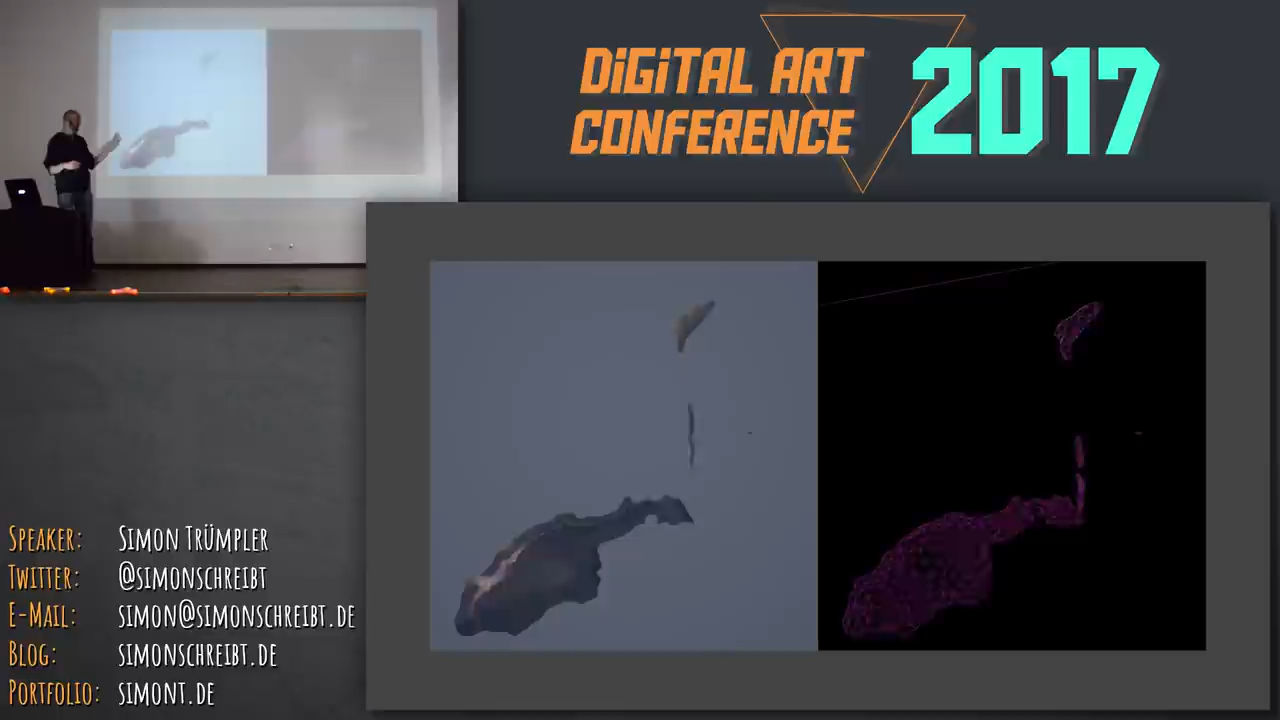 DiGiTAL ART
CONFERENCE
2017
SPEAKER: SIMON TRÜMPLER
TWITTER: @SIMONSCHREIBT
E-MAIL: SIMON@SIMONSCHREIBT.DE
BLOG: SIMONSCHREIBT.DE
PORTFOLIO: SIMONT.DE